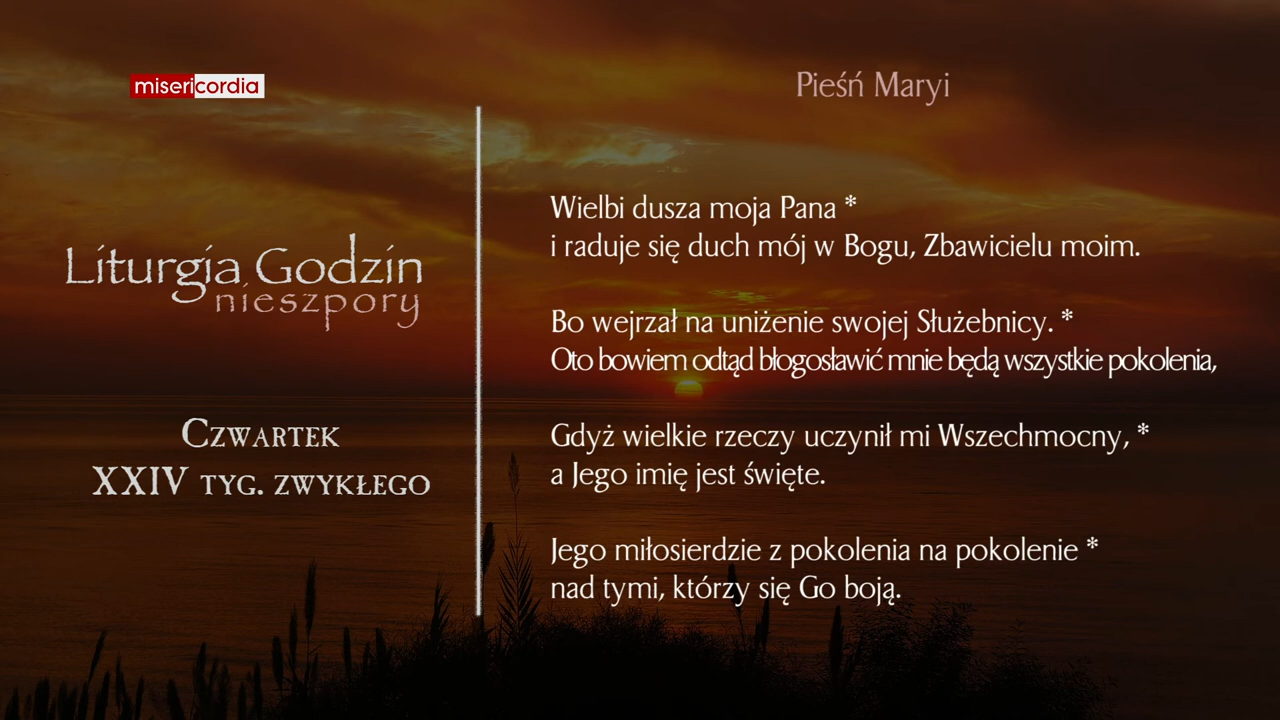 misericordia
Pieśń Maryi
Liturgia Godzin
nieszpory
Czwartek
XXIV tyg. zwykłego
Wielbi dusza moja Pana *
i raduje się duch mój w Bogu, Zbawicielu moim.
Bo wejrzał na uniżenie swojej Służebnicy. *
Oto bowiem odtąd błogosławić mnie będą wszystkie pokolenia,
Gdyż wielkie rzeczy uczynił mi Wszechmocny, *
a Jego imię jest święte.
Jego miłosierdzie z pokolenia na pokolenie *
nad tymi, którzy się Go boją.